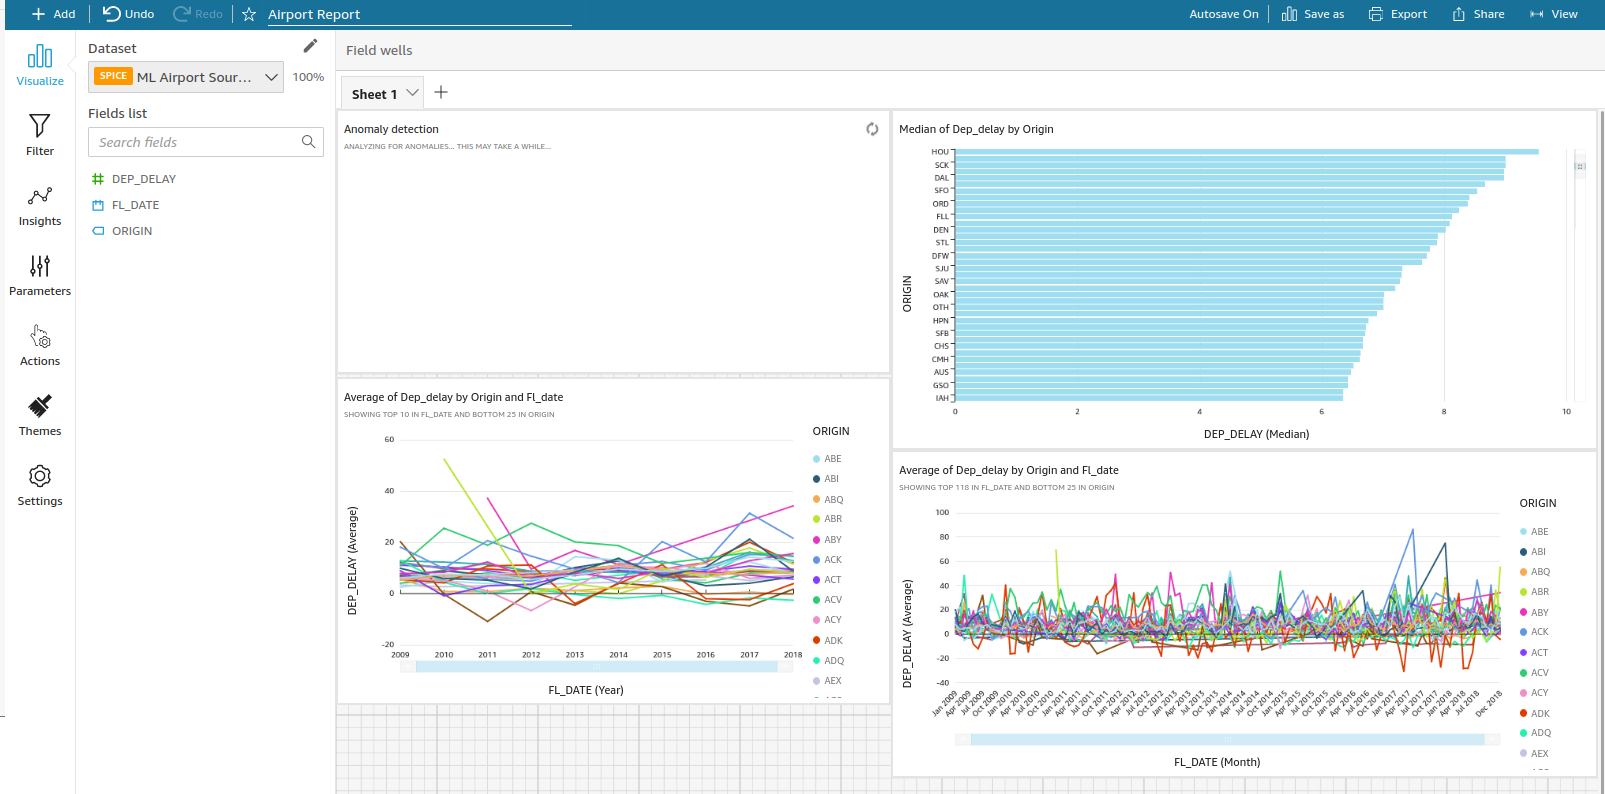 Add
Undo
Redo
Airport Report
Autosave On
Save as
Export
Share
View
Visualize
Filter
Insights
Parameters
Actions
Themes
Settings
Dataset
SPICE ML Airport Sour... 100%
Fields list
Search fields
DEP_DELAY
FL_DATE
ORIGIN
Field wells
Sheet 1
Anomaly detection
ANALYZING FOR ANOMALIES... THIS MAY TAKE A WHILE...
Median of Dep_delay by Origin
ORIGIN
HOU
SCK
DAL
SFO
ORD
FLL
DEN
STL
DFW
SJU
SAV
OAK
OTH
HPN
SFB
CHS
CMH
AUS
GSO
IAH
0 2 4 6 8 10
DEP_DELAY (Median)
Average of Dep_delay by Origin and Fl_date
SHOWING TOP 10 IN FL_DATE AND BOTTOM 25 IN ORIGIN
DEP_DELAY (Average)
60
40
20
0
-20
2009 2010 2011 2012 2013 2014 2015 2016 2017 2018
FL_DATE (Year)
ORIGIN
ABE
ABI
ABQ
ABR
ABY
ACK
ACT
ACV
ACY
ADK
ADQ
AEX
Average of Dep_delay by Origin and Fl_date
SHOWING TOP 118 IN FL_DATE AND BOTTOM 25 IN ORIGIN
DEP_DELAY (Average)
100
80
60
40
20
0
-20
-40
Jan 2009 Apr 2009 Jul 2009 Oct 2009 Jan 2010 Apr 2010 Jul 2010 Oct 2010 Jan 2011 Apr 2011 Jul 2011 Oct 2011 Jan 2012 Apr 2012 Jul 2012 Oct 2012 Jan 2013 Apr 2013 Jul 2013 Oct 2013 Jan 2014 Apr 2014 Jul 2014 Oct 2014 Jan 2015 Apr 2015 Jul 2015 Oct 2015 Jan 2016 Apr 2016 Jul 2016 Oct 2016 Jan 2017 Apr 2017 Jul 2017 Oct 2017 Jan 2018 Apr 2018 Jul 2018 Dec 2018
FL_DATE (Month)
ORIGIN
ABE
ABI
ABQ
ABR
ABY
ACK
ACT
ACV
ACY
ADK
ADQ
AEX